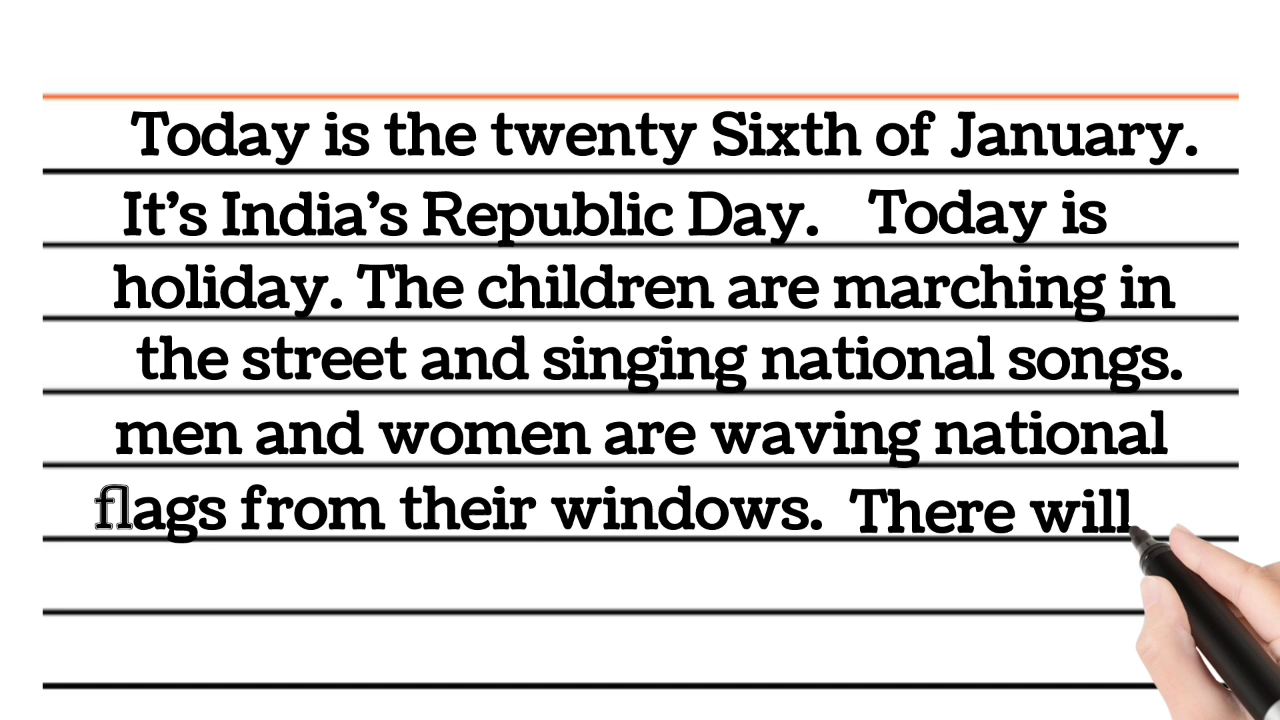 Today is the twenty Sixth of January.
It’s India’s Republic Day. Today is
holiday. The children are marching in
the street and singing national songs.
men and women are waving national
flags from their windows. There will